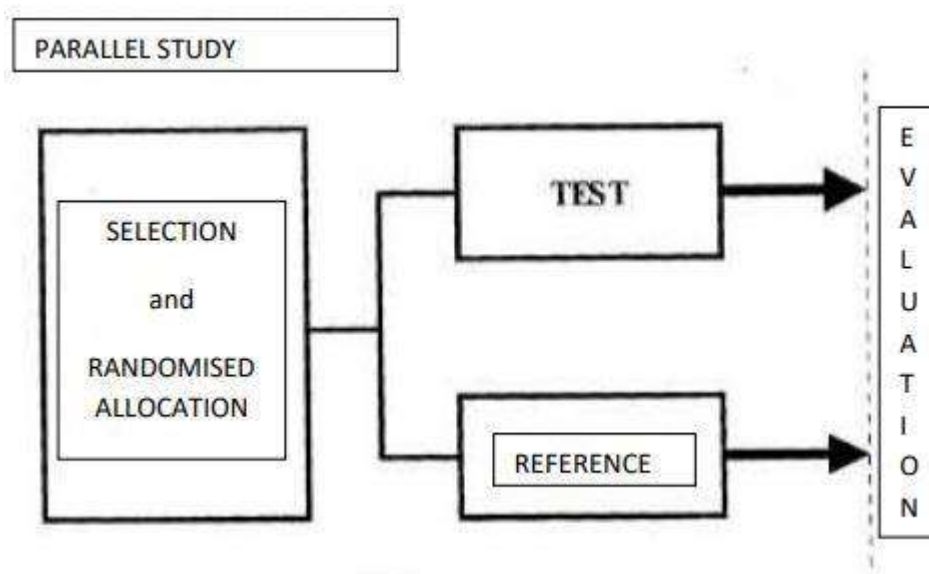 PARALLEL STUDY
SELECTION
and
RANDOMISED
ALLOCATION
TEST
REFERENCE
E
V
A
L
U
A
T
I
O
N